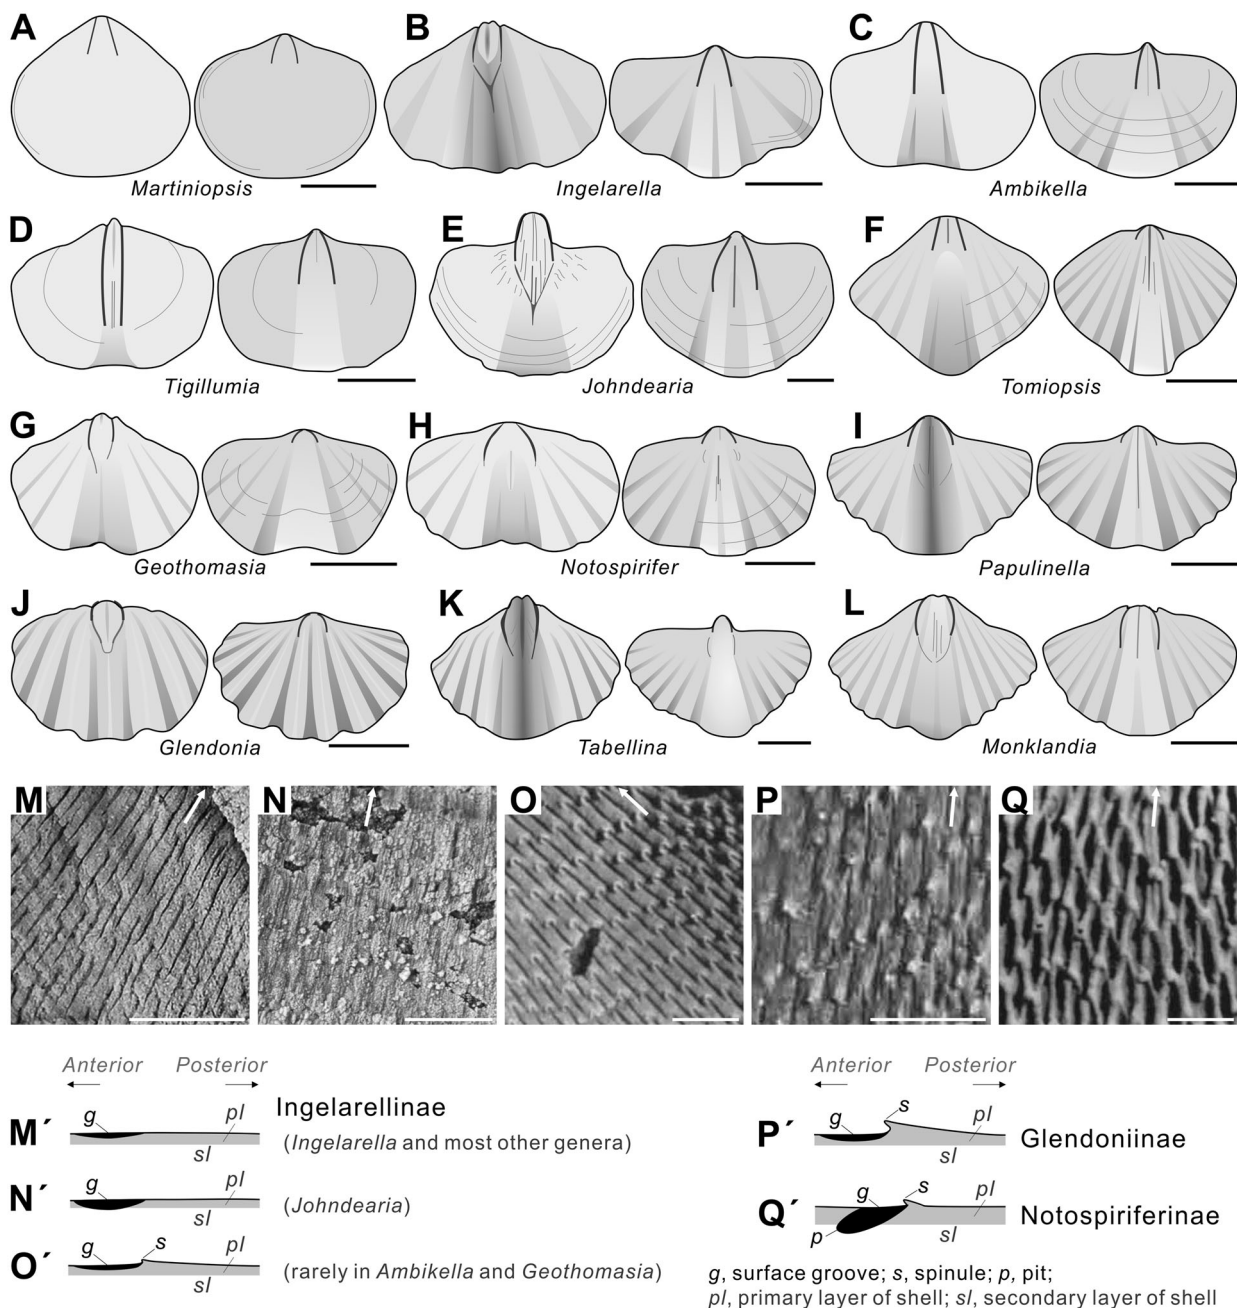 A B C
Martiniopsis Ingelarella Ambikella
D E F
Tigillumia Johndearia Tomiopsis
G H I
Geothomasia Notospirifer Papulinella
J K L
Glendonia Tabellina Monklandia
M N O P Q
Anterior Posterior Anterior Posterior
M´ g pl sl Ingelarellinae
(Ingelarella and most other genera)
N´ g pl sl (Johndearia)
O´ g s pl sl (rarely in Ambikella and Geothomasia)
P´ g s pl sl Glendoniinae
Q´ g s pl p sl Notospiriferinae
g, surface groove; s, spinule; p, pit;
pl, primary layer of shell; sl, secondary layer of shell